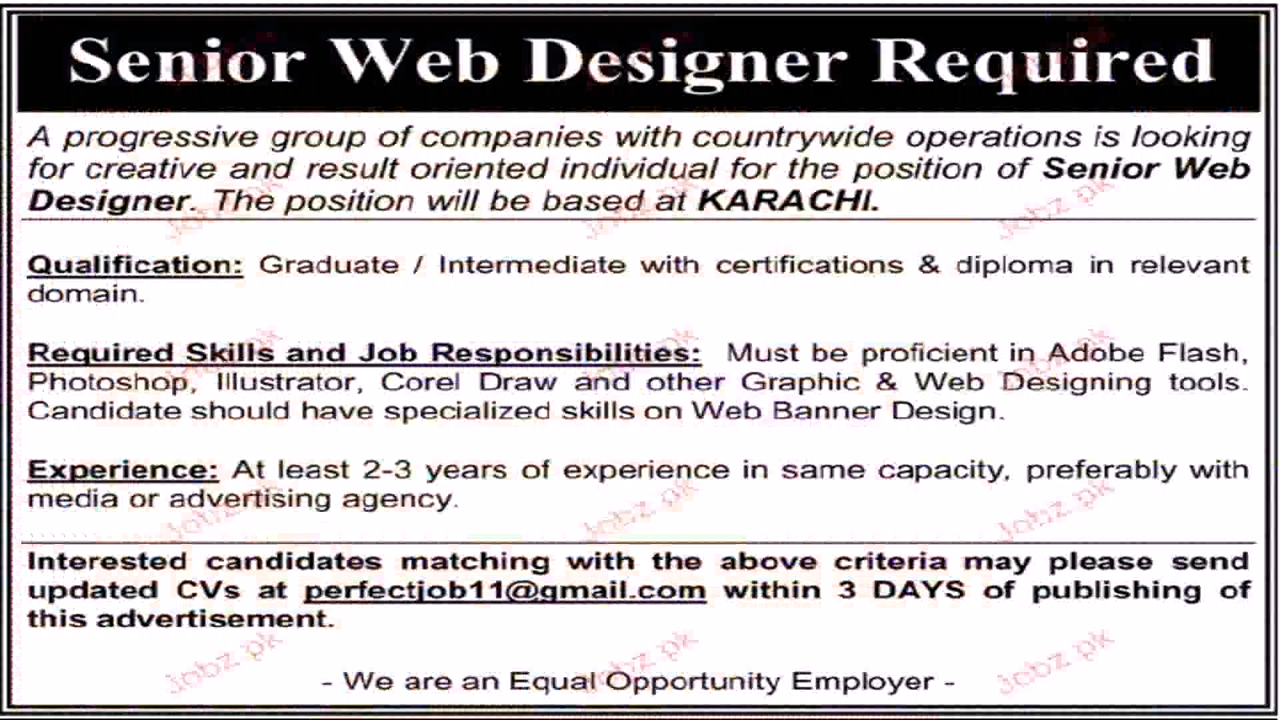 Senior Web Designer Required
A progressive group of companies with countrywide operations is looking
for creative and result oriented individual for the position of Senior Web
Designer. The position will be based at KARACHI.
Qualification: Graduate / Intermediate with certifications & diploma in relevant
domain.
Required Skills and Job Responsibilities: Must be proficient in Adobe Flash,
Photoshop, Illustrator, Corel Draw and other Graphic & Web Designing tools.
Candidate should have specialized skills on Web Banner Design.
Experience: At least 2-3 years of experience in same capacity, preferably with
media or advertising agency.
Interested candidates matching with the above criteria may please send
updated CVs at perfectjob11@gmail.com within 3 DAYS of publishing of
this advertisement.
Jobz.pk Jobz.pk Jobz.pk
- We are an Equal Opportunity Employer -